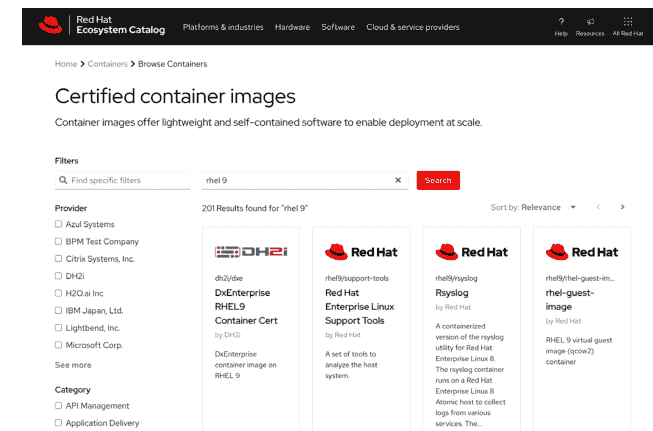 Red Hat
Ecosystem Catalog
Platforms & industries Hardware Software Cloud & service providers
Help Resources All Red Hat
Home > Containers > Browse Containers
Certified container images
Container images offer lightweight and self-contained software to enable deployment at scale.
Filters
Find specific filters
rhel 9
Search
Provider
Azul Systems
BPM Test Company
Citrix Systems, Inc.
DH2i
H2O.ai Inc
IBM Japan, Ltd.
Lightbend, Inc.
Microsoft Corp.
See more
Category
API Management
Application Delivery
201 Results found for "rhel 9"
Sort by: Relevance
DH2i
dh2i/dxe
DxEnterprise
RHEL9
Container Cert
by DH2i
DxEnterprise
container image on
RHEL 9
Red Hat
rhel9/support-tools
Red Hat
Enterprise Linux
Support Tools
by Red Hat
A set of tools to
analyze the host
system.
Red Hat
rhel9/rsyslog
Rsyslog
by Red Hat
A containerized
version of the rsyslog
utility for Red Hat
Enterprise Linux 8.
The rsyslog container
runs on a Red Hat
Enterprise Linux 8
Atomic host to collect
logs from various
services. The...
Red Hat
rhel9/rhel-guest-im...
rhel-guest-
image
by Red Hat
RHEL 9 virtual guest
image (qcow2)
container